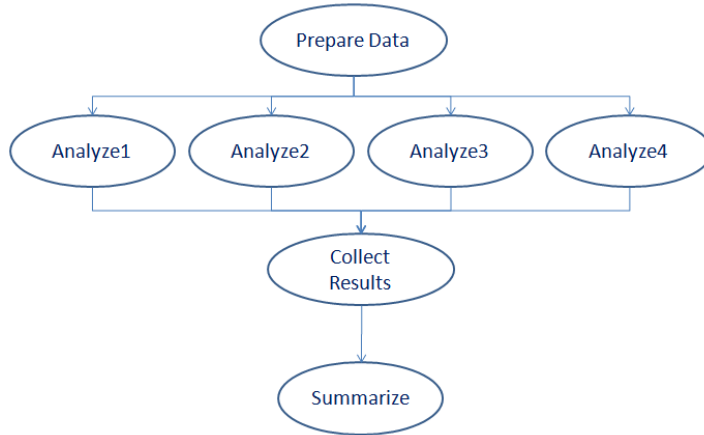 Prepare Data
Analyze1
Analyze2
Analyze3
Analyze4
Collect
Results
Summarize